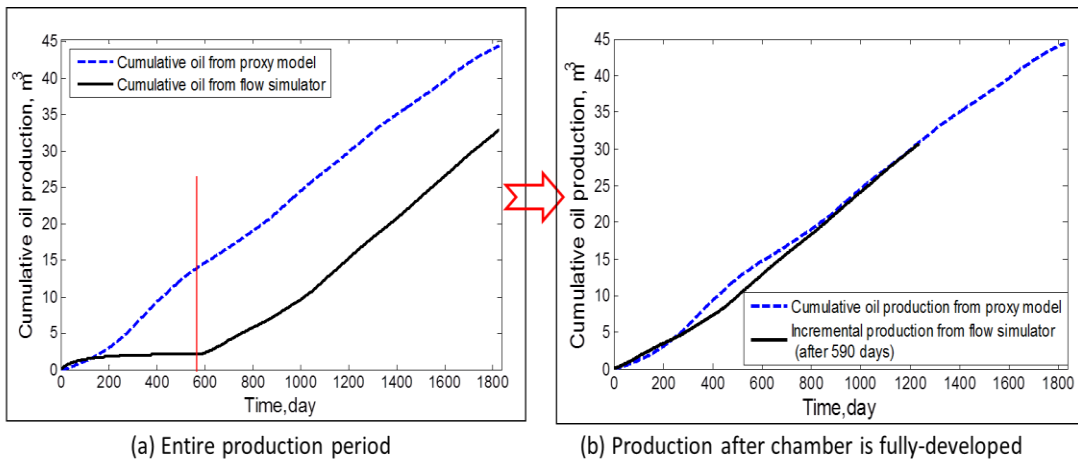 Cumulative oil production, m³
45
40
35
30
25
20
15
10
5
0
Cumulative oil from proxy model
Cumulative oil from flow simulator
0 200 400 600 800 1000 1200 1400 1600 1800
Time,day
(a) Entire production period
Cumulative oil production, m³
45
40
35
30
25
20
15
10
5
0
Cumulative oil production from proxy model
Incremental production from flow simulator
(after 590 days)
0 200 400 600 800 1000 1200 1400 1600 1800
Time,day
(b) Production after chamber is fully-developed